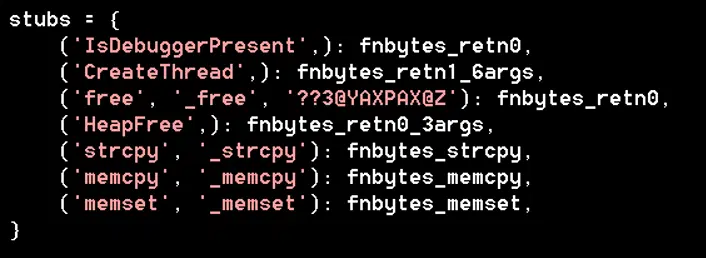 stubs = {
    ('IsDebuggerPresent',): fnbytes_retn0,
    ('CreateThread',): fnbytes_retn1_6args,
    ('free', '_free', '??3@YAXPAX@Z'): fnbytes_retn0,
    ('HeapFree',): fnbytes_retn0_3args,
    ('strcpy', '_strcpy'): fnbytes_strcpy,
    ('memcpy', '_memcpy'): fnbytes_memcpy,
    ('memset', '_memset'): fnbytes_memset,
}